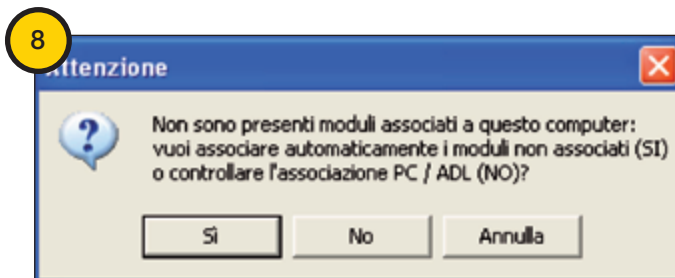 8
Attenzione
Non sono presenti moduli associati a questo computer:
vuoi associare automaticamente i moduli non associati (SI)
o controllare l'associazione PC / ADL (NO)?
Sì No Annulla